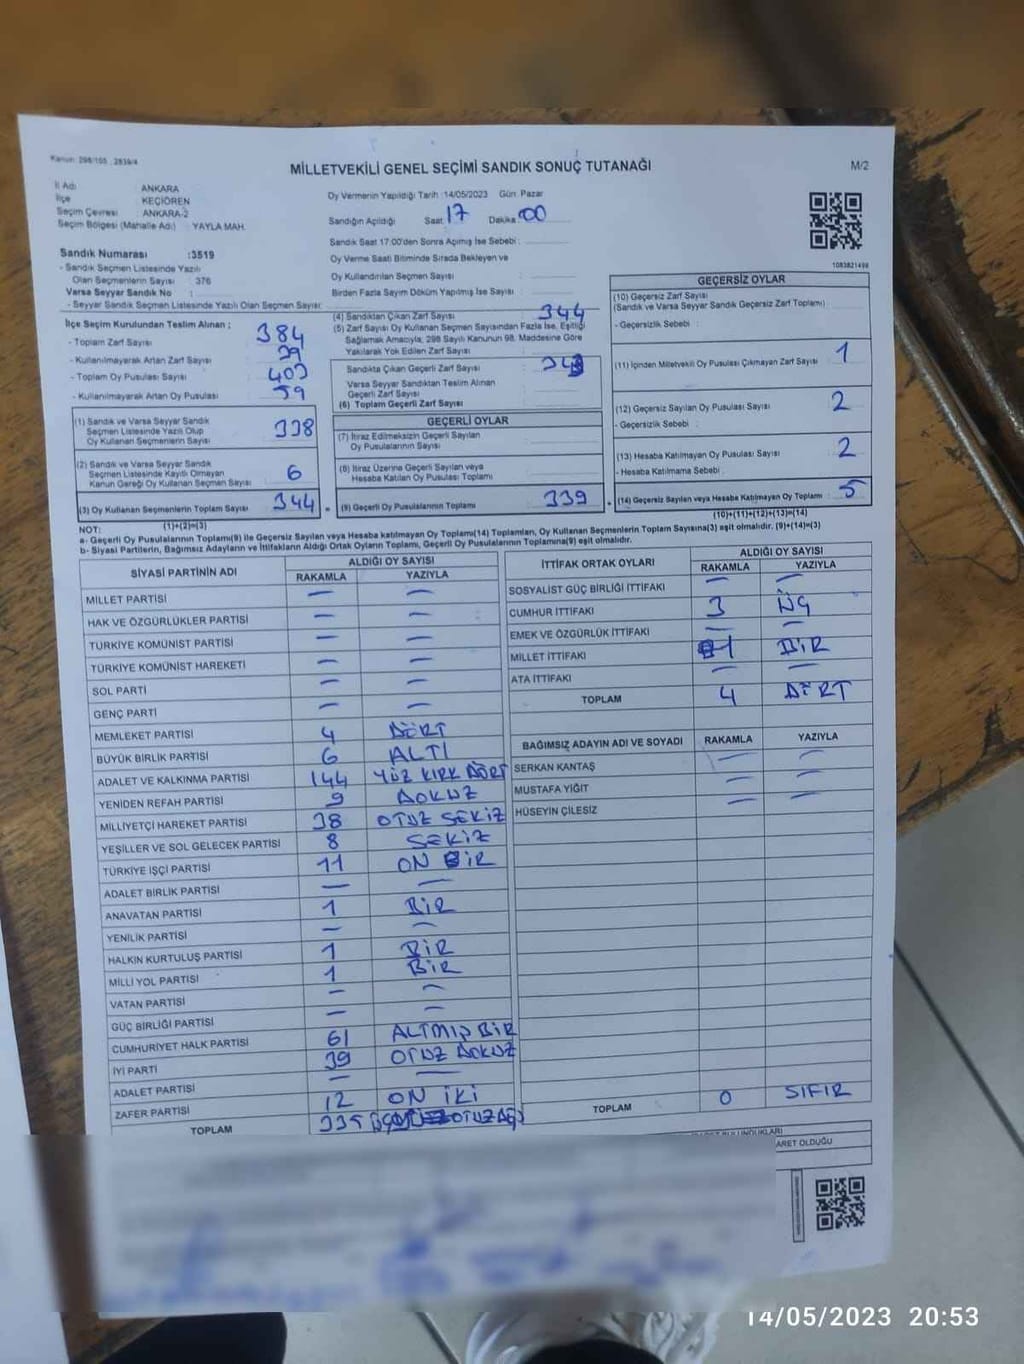 Kanun: 298/105 , 2839/4
MİLLETVEKİLİ GENEL SEÇİMİ SANDIK SONUÇ TUTANAĞI
M/2
İl Adı ANKARA
İlçe KEÇİÖREN
Seçim Çevresi ANKARA-2
Seçim Bölgesi (Mahalle Adı) : YAYLA MAH.
Sandık Numarası :3519
- Sandık Seçmen Listesinde Yazılı
Olan Seçmenlerin Sayısı : 376
Varsa Seyyar Sandık No :
- Seyyar Sandık Seçmen Listesinde Yazılı Olan Seçmen Sayısı:
Oy Vermenin Yapıldığı Tarih :14/05/2023 Gün: Pazar
Sandığın Açıldığı Saat 17 Dakika 00
Sandık Saat 17:00'den Sonra Açımış İse Sebebi :
Oy Verme Saati Bitiminde Sırada Bekleyen ve
Oy Kullandırılan Seçmen Sayısı :
Birden Fazla Sayım Döküm Yapılmış İse Sayısı :
1083821498
İlçe Seçim Kurulundan Teslim Alınan ;
- Toplam Zarf Sayısı : 384
- Kullanılmayarak Artan Zarf Sayısı 39
- Toplam Oy Pusulası Sayısı : 403
- Kullanılmayarak Artan Oy Pusulası : 59
(1) Sandık ve Varsa Seyyar Sandık
Seçmen Listesinde Yazılı Olup
Oy Kullanan Seçmenlerin Sayısı : 338
(2) Sandık ve Varsa Seyyar Sandık
Seçmen Listesinde Kayıtlı Olmayan
Kanun Gereği Oy Kullanan Seçmen Sayısı : 6
(3) Oy Kullanan Seçmenlerin Toplam Sayısı : 344
(1)+(2)=(3)
(4) Sandıktan Çıkan Zarf Sayısı : 344
(5) Zarf Sayısı Oy Kullanan Seçmen Sayısından Fazla İse, Eşitliği
Sağlamak Amacıyla, 298 Sayılı Kanunun 98. Maddesine Göre
Yakılarak Yok Edilen Zarf Sayısı :
Sandıkta Çıkan Geçerli Zarf Sayısı :
Varsa Seyyar Sandıktan Teslim Alınan
Geçerli Zarf Sayısı :
(6) Toplam Geçerli Zarf Sayısı :
GEÇERLİ OYLAR
(7) İtiraz Edilmeksizin Geçerli Sayılan
Oy Pusulalarının Sayısı :
(8) İtiraz Üzerine Geçerli Sayılan veya
Hesaba Katılan Oy Pusulası Toplamı :
(9) Geçerli Oy Pusulalarının Toplamı : 339
GEÇERSİZ OYLAR
(10) Geçersiz Zarf Sayısı
(Sandık ve Varsa Seyyar Sandık Geçersiz Zarf Toplamı)
- Geçersizlik Sebebi :
(11) İçinden Milletvekili Oy Pusulası Çıkmayan Zarf Sayısı : 1
(12) Geçersiz Sayılan Oy Pusulası Sayısı : 2
- Geçersizlik Sebebi :
(13) Hesaba Katılmayan Oy Pusulası Sayısı : 2
- Hesaba Katılmama Sebebi :
(14) Geçersiz Sayılan veya Hesaba Katılmayan Oy Toplamı : 5
(10)+(11)+(12)+(13)=(14)
NOT:
a- Geçerli Oy Pusulalarının Toplamı(9) ile Geçersiz Sayılan veya Hesaba katılmayan Oy Toplamı(14) Toplamları, Oy Kullanan Seçmenlerin Toplam Sayısına(3) eşit olmalıdır. (9)+(14)=(3)
b- Siyasi Partilerin, Bağımsız Adayların ve İttifakların Aldığı Ortak Oyların Toplamı, Geçerli Oy Pusulalarının Toplamına(9) eşit olmalıdır.
SİYASİ PARTİNİN ADI ALDIĞI OY SAYISI
RAKAMLA YAZIYLA
MİLLET PARTİSİ — —
HAK VE ÖZGÜRLÜKLER PARTİSİ — —
TÜRKİYE KOMÜNİST PARTİSİ — —
TÜRKİYE KOMÜNİST HAREKETİ — —
SOL PARTİ — —
GENÇ PARTİ — —
MEMLEKET PARTİSİ 4 DÖRT
BÜYÜK BİRLİK PARTİSİ 6 ALTI
ADALET VE KALKINMA PARTİSİ 144 YÜZ KIRK DÖRT
YENİDEN REFAH PARTİSİ 9 DOKUZ
MİLLİYETÇİ HAREKET PARTİSİ 38 OTUZ SEKİZ
YEŞİLLER VE SOL GELECEK PARTİSİ 8 SEKİZ
TÜRKİYE İŞÇİ PARTİSİ 11 ON BİR
ADALET BİRLİK PARTİSİ — —
ANAVATAN PARTİSİ 1 BİR
YENİLİK PARTİSİ — —
HALKIN KURTULUŞ PARTİSİ 1 BİR
MİLLİ YOL PARTİSİ 1 BİR
VATAN PARTİSİ — —
GÜÇ BİRLİĞİ PARTİSİ — —
CUMHURİYET HALK PARTİSİ 61 ALTMIŞ BİR
İYİ PARTİ 39 OTUZ DOKUZ
ADALET PARTİSİ — —
ZAFER PARTİSİ 12 ON İKİ
TOPLAM 335
İTTİFAK ORTAK OYLARI ALDIĞI OY SAYISI
RAKAMLA YAZIYLA
SOSYALİST GÜÇ BİRLİĞİ İTTİFAKI — —
CUMHUR İTTİFAKI 3 ÜÇ
EMEK VE ÖZGÜRLÜK İTTİFAKI — —
MİLLET İTTİFAKI 1 BİR
ATA İTTİFAKI — —
TOPLAM 4 DÖRT
BAĞIMSIZ ADAYIN ADI VE SOYADI RAKAMLA YAZIYLA
SERKAN KANTAŞ — —
MUSTAFA YİĞİT — —
HÜSEYİN ÇİLESİZ — —
TOPLAM 0 SIFIR
ARET OLDUĞU
14/05/2023 20:53